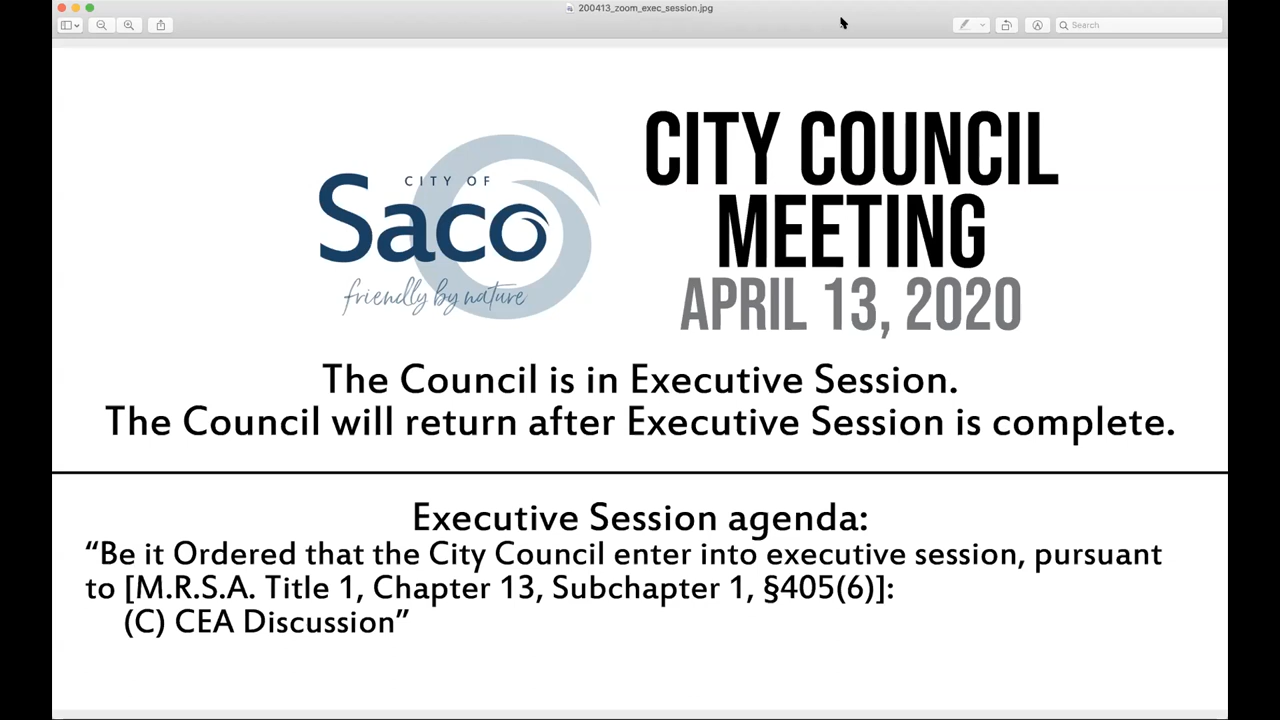 200413_zoom_exec_session.jpg
Search
CITY OF
Saco
friendly by nature
CITY COUNCIL
MEETING
APRIL 13, 2020
The Council is in Executive Session.
The Council will return after Executive Session is complete.
Executive Session agenda:
“Be it Ordered that the City Council enter into executive session, pursuant
to [M.R.S.A. Title 1, Chapter 13, Subchapter 1, §405(6)]:
(C) CEA Discussion”